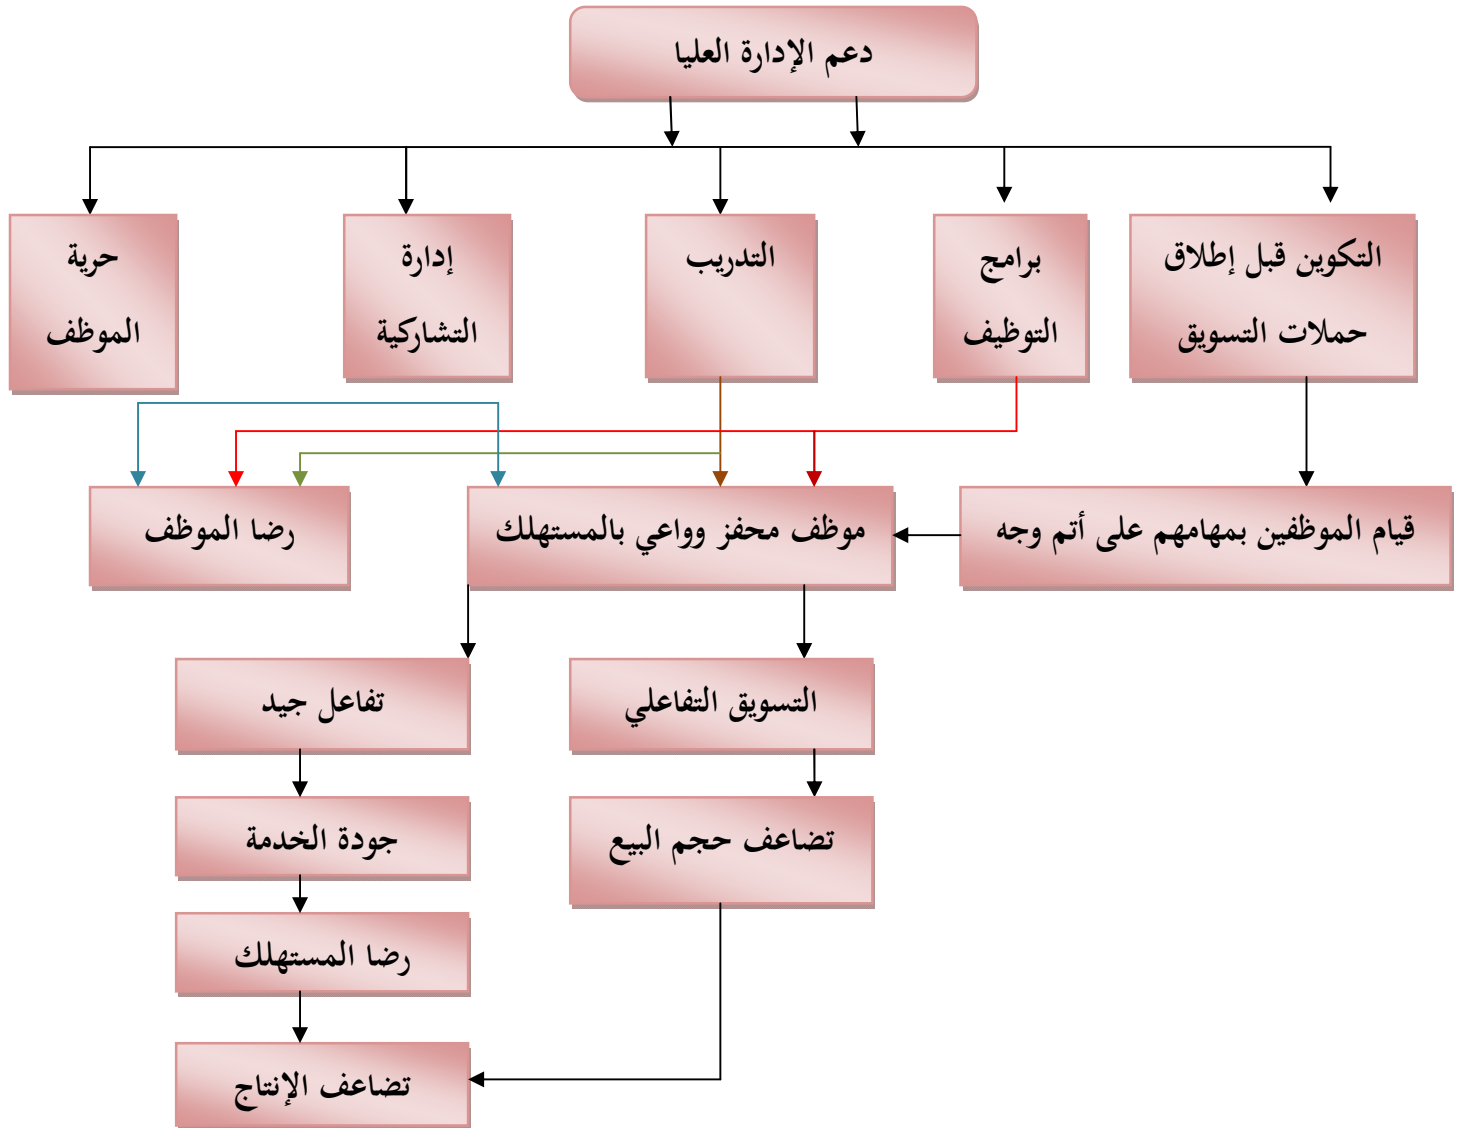 دعم الإدارة العليا
التكوين قبل إطلاق
حملات التسويق
برامج
التوظيف
التدريب
إدارة
التشاركية
حرية
الموظف
قيام الموظفين بمهامهم على أتم وجه
موظف محفز وواعي بالمستهلك
رضا الموظف
التسويق التفاعلي
تفاعل جيد
تضاعف حجم البيع
جودة الخدمة
رضا المستهلك
تضاعف الإنتاج